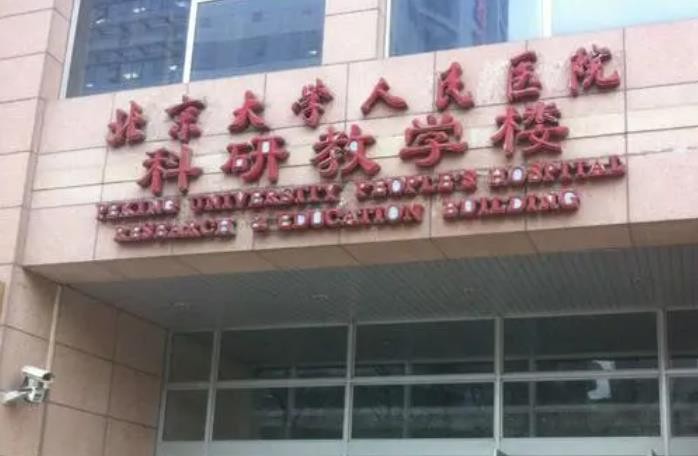 北京大学人民医院
科研教学楼
PEKING UNIVERSITY PEOPLE'S HOSPITAL
RESEARCH & EDUCATION BUILDING